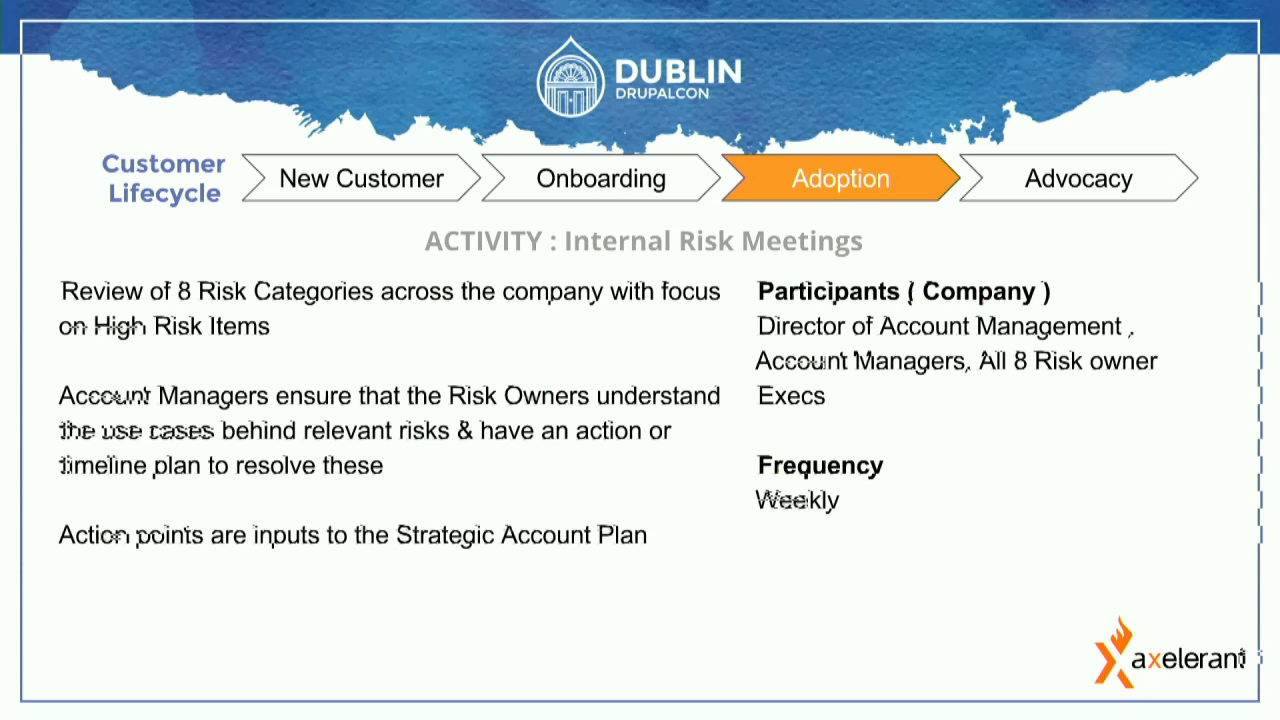 DUBLIN
DRUPALCON
Customer
Lifecycle
New Customer
Onboarding
Adoption
Advocacy
ACTIVITY : Internal Risk Meetings
Review of 8 Risk Categories across the company with focus
on High Risk Items
Account Managers ensure that the Risk Owners understand
the use cases behind relevant risks & have an action or
timeline plan to resolve these
Action points are inputs to the Strategic Account Plan
Participants ( Company )
Director of Account Management ,
Account Managers, All 8 Risk owner
Execs
Frequency
Weekly
axelerant